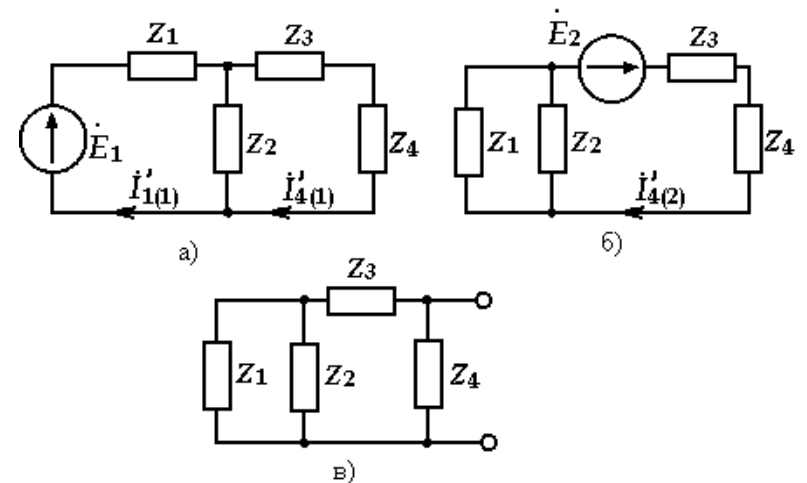 Z1 Z3
Ė1 Z2 Z4
İ'1(1) İ'4(1)
а)
Ė2 Z3
Z1 Z2 Z4
İ'4(2)
б)
Z3
Z1 Z2 Z4
в)